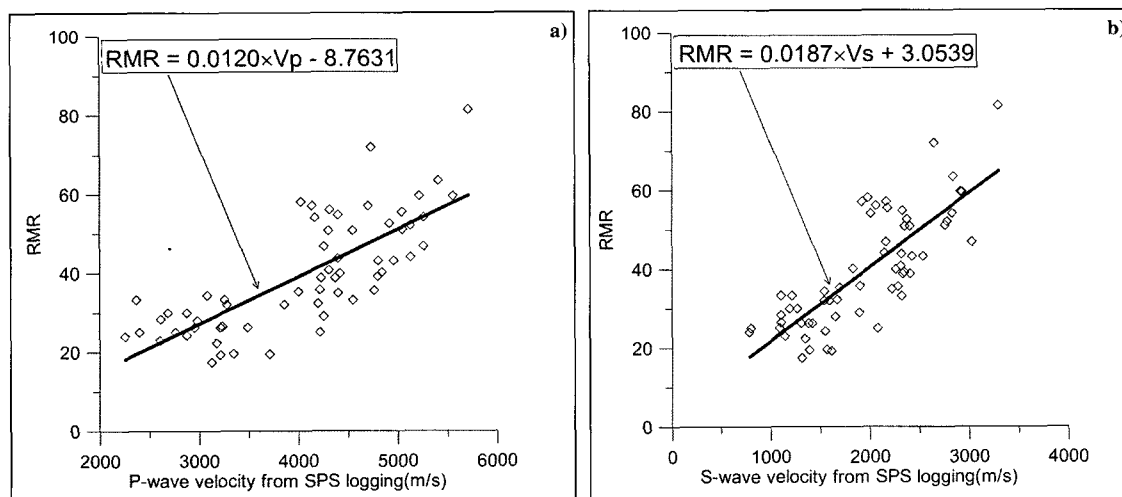 a)
RMR = 0.0120×Vp - 8.7631
100
80
60
40
20
0
RMR
2000
3000
4000
5000
6000
P-wave velocity from SPS logging(m/s)
b)
RMR = 0.0187×Vs + 3.0539
100
80
60
40
20
0
RMR
0
1000
2000
3000
4000
S-wave velocity from SPS logging(m/s)